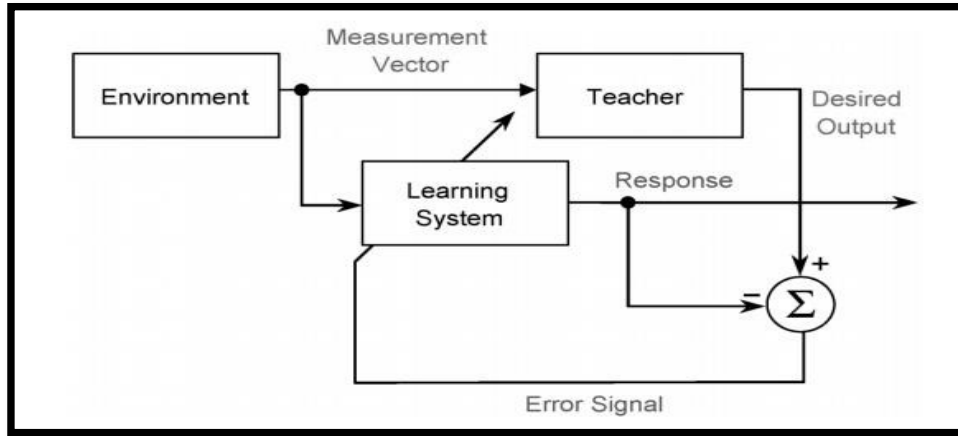 Measurement
Vector
Environment
Teacher
Desired
Output
Learning
System
Response
+
−
Σ
Error Signal